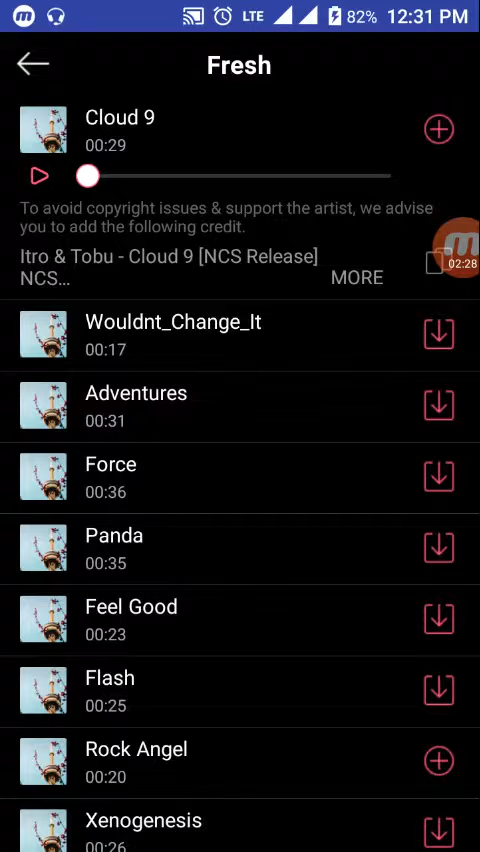 LTE 82% 12:31 PM
Fresh
Cloud 9
00:29
To avoid copyright issues & support the artist, we advise
you to add the following credit.
Itro & Tobu - Cloud 9 [NCS Release]
NCS...
MORE
02:28
Wouldnt_Change_It
00:17
Adventures
00:31
Force
00:36
Panda
00:35
Feel Good
00:23
Flash
00:25
Rock Angel
00:20
Xenogenesis
00:26